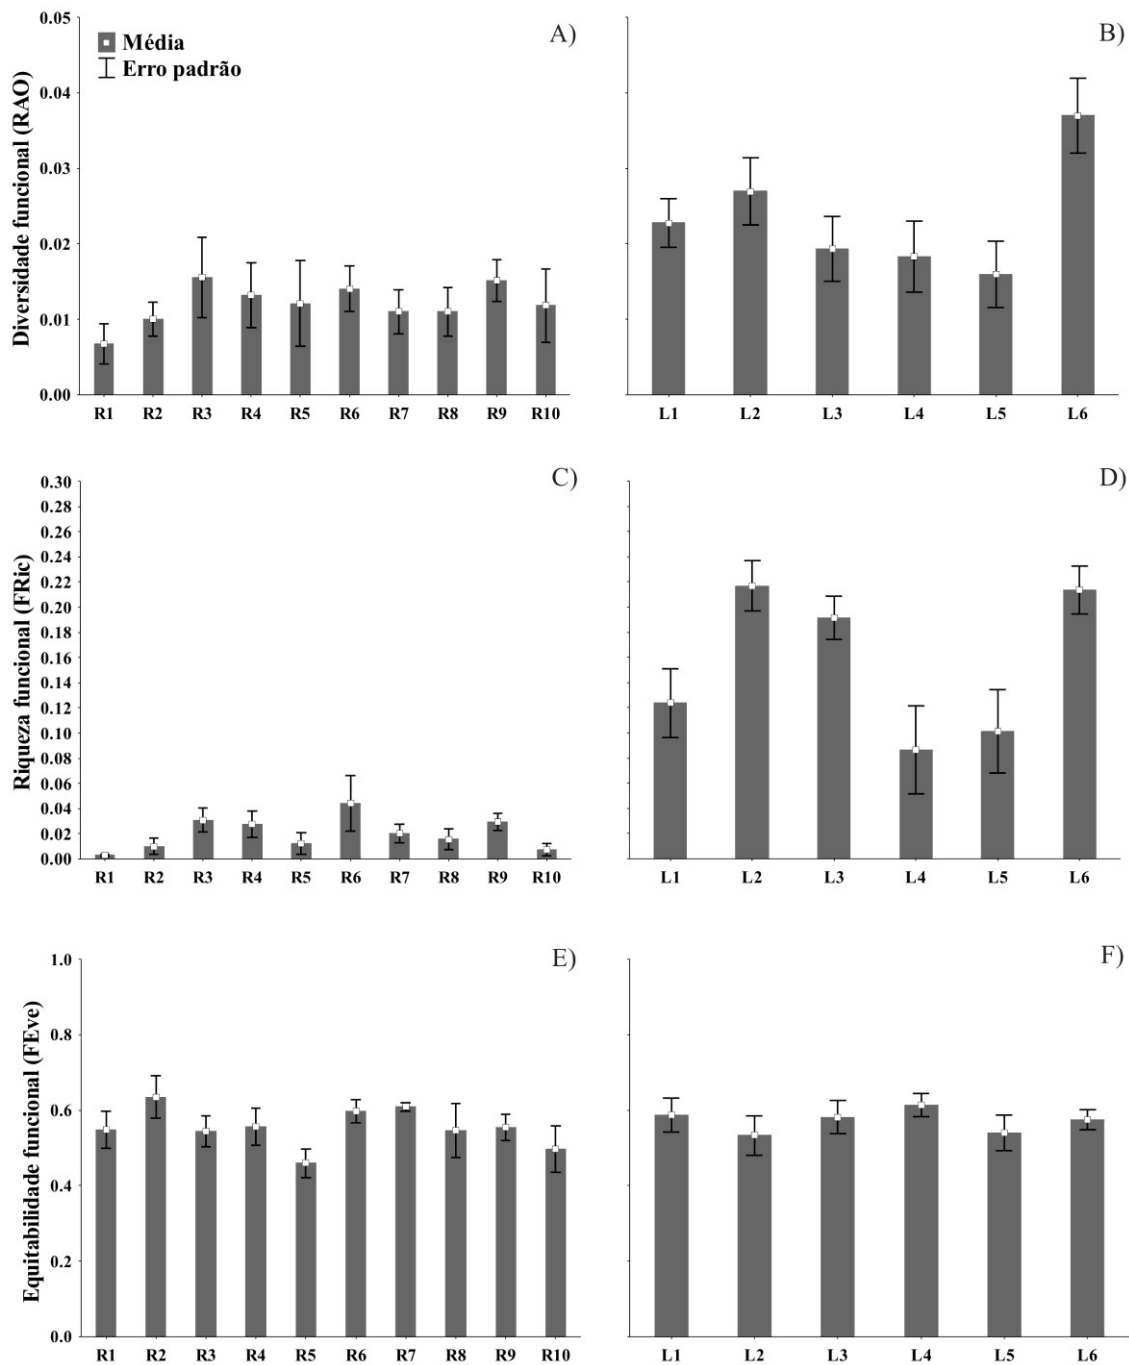 A)
Média
Erro padrão
Diversidade funcional (RAO)
0.05
0.04
0.03
0.02
0.01
0.00
R1 R2 R3 R4 R5 R6 R7 R8 R9 R10
B)
L1 L2 L3 L4 L5 L6
C)
Riqueza funcional (FRic)
0.30
0.28
0.26
0.24
0.22
0.20
0.18
0.16
0.14
0.12
0.10
0.08
0.06
0.04
0.02
0.00
R1 R2 R3 R4 R5 R6 R7 R8 R9 R10
D)
L1 L2 L3 L4 L5 L6
E)
Equitabilidade funcional (FEve)
1.0
0.8
0.6
0.4
0.2
0.0
R1 R2 R3 R4 R5 R6 R7 R8 R9 R10
F)
L1 L2 L3 L4 L5 L6